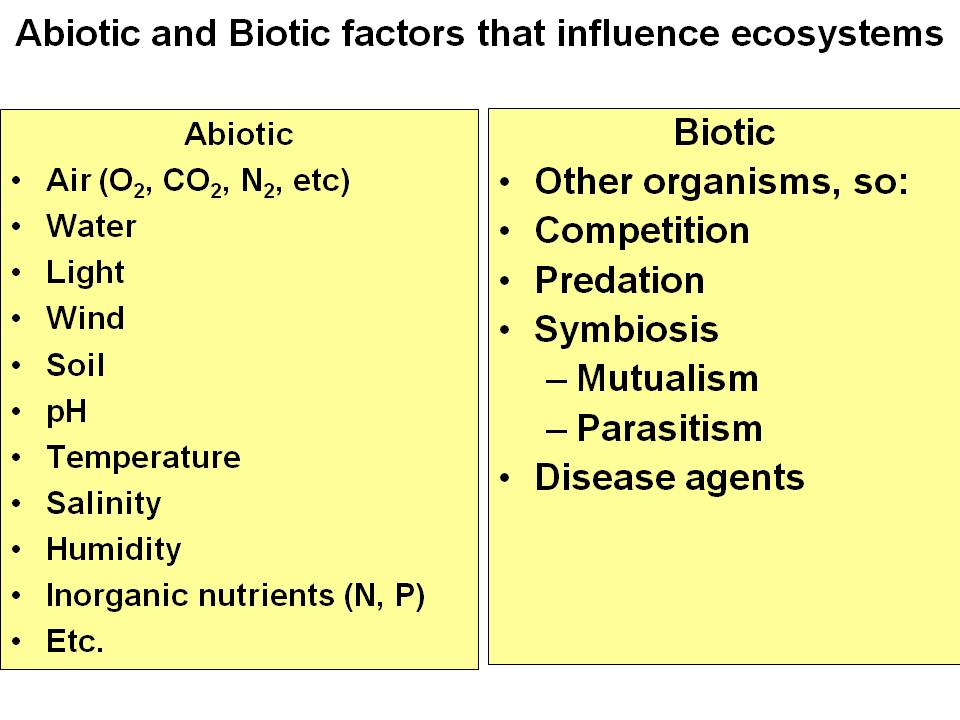 Abiotic and Biotic factors that influence ecosystems
Abiotic
• Air (O₂, CO₂, N₂, etc)
• Water
• Light
• Wind
• Soil
• pH
• Temperature
• Salinity
• Humidity
• Inorganic nutrients (N, P)
• Etc.
Biotic
• Other organisms, so:
• Competition
• Predation
• Symbiosis
– Mutualism
– Parasitism
• Disease agents